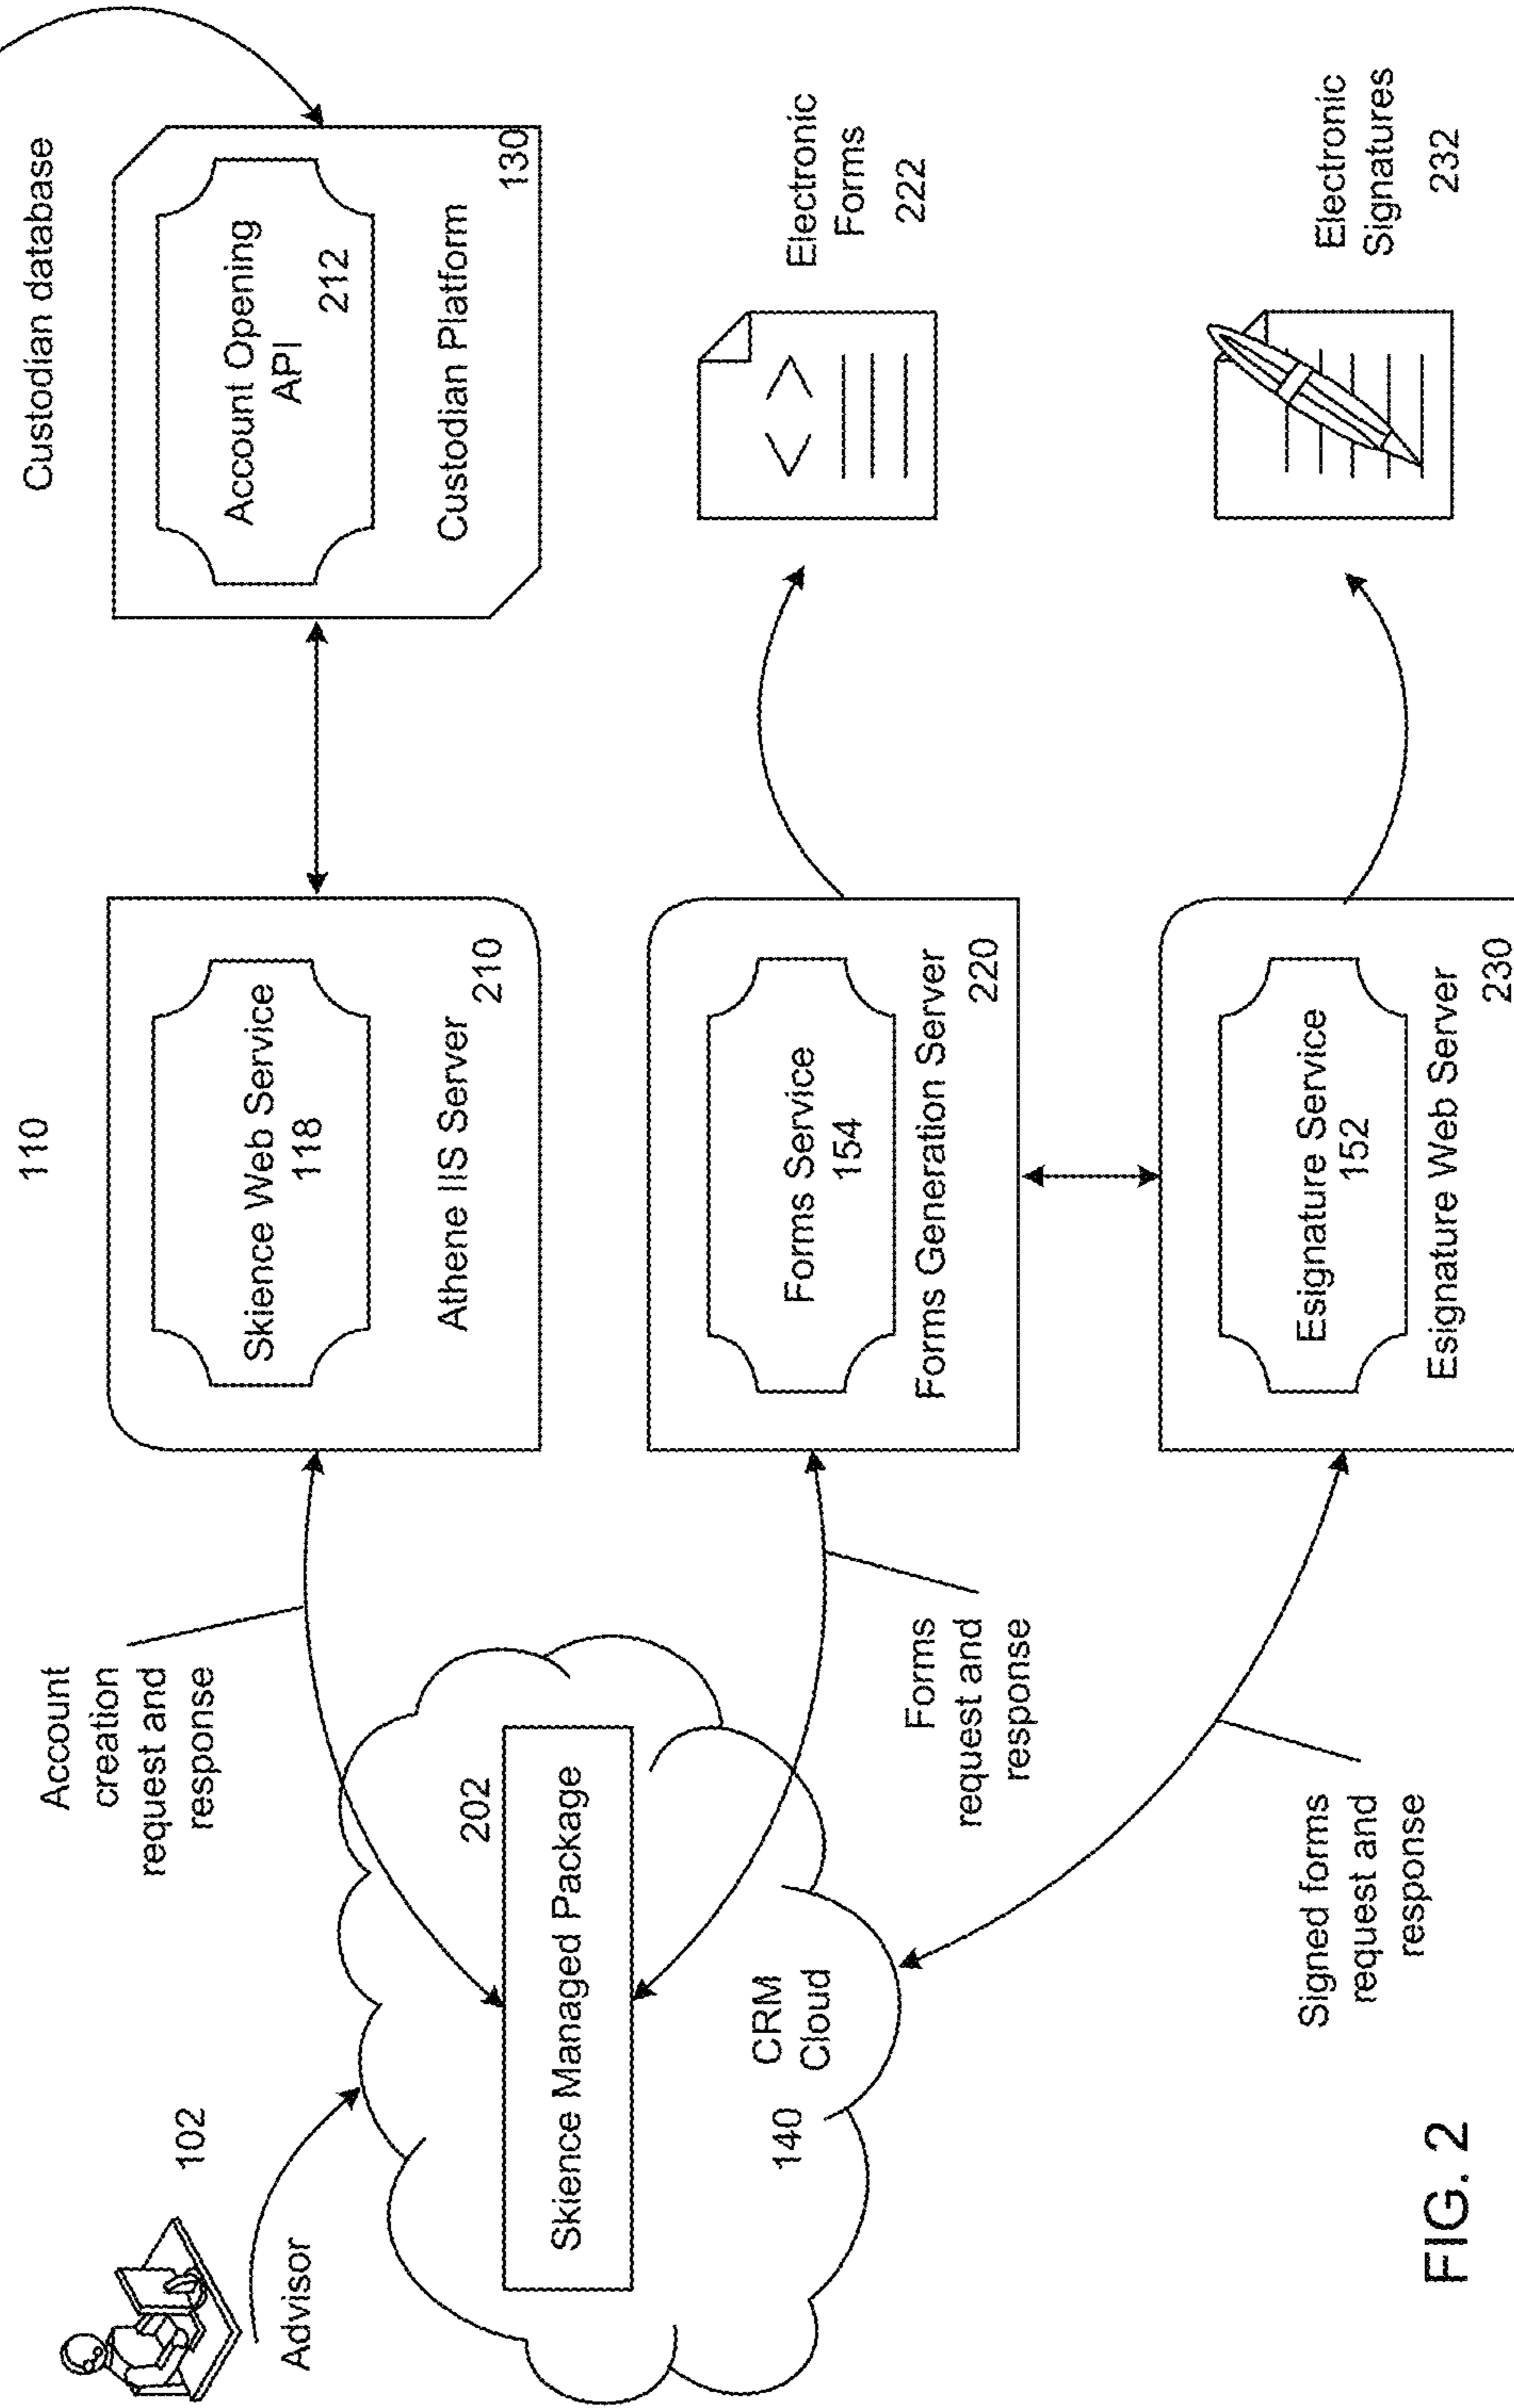 110
Custodian database
102
Advisor
Account
creation
request and
response
Skience Web Service
118
Athene IIS Server
210
Account Opening
API
212
Custodian Platform
130
202
Skience Managed Package
CRM
Cloud
140
Forms
request and
response
Forms Service
154
Forms Generation Server
220
Electronic
Forms
222
Signed forms
request and
response
Esignature Service
152
Esignature Web Server
230
Electronic
Signatures
232
FIG. 2